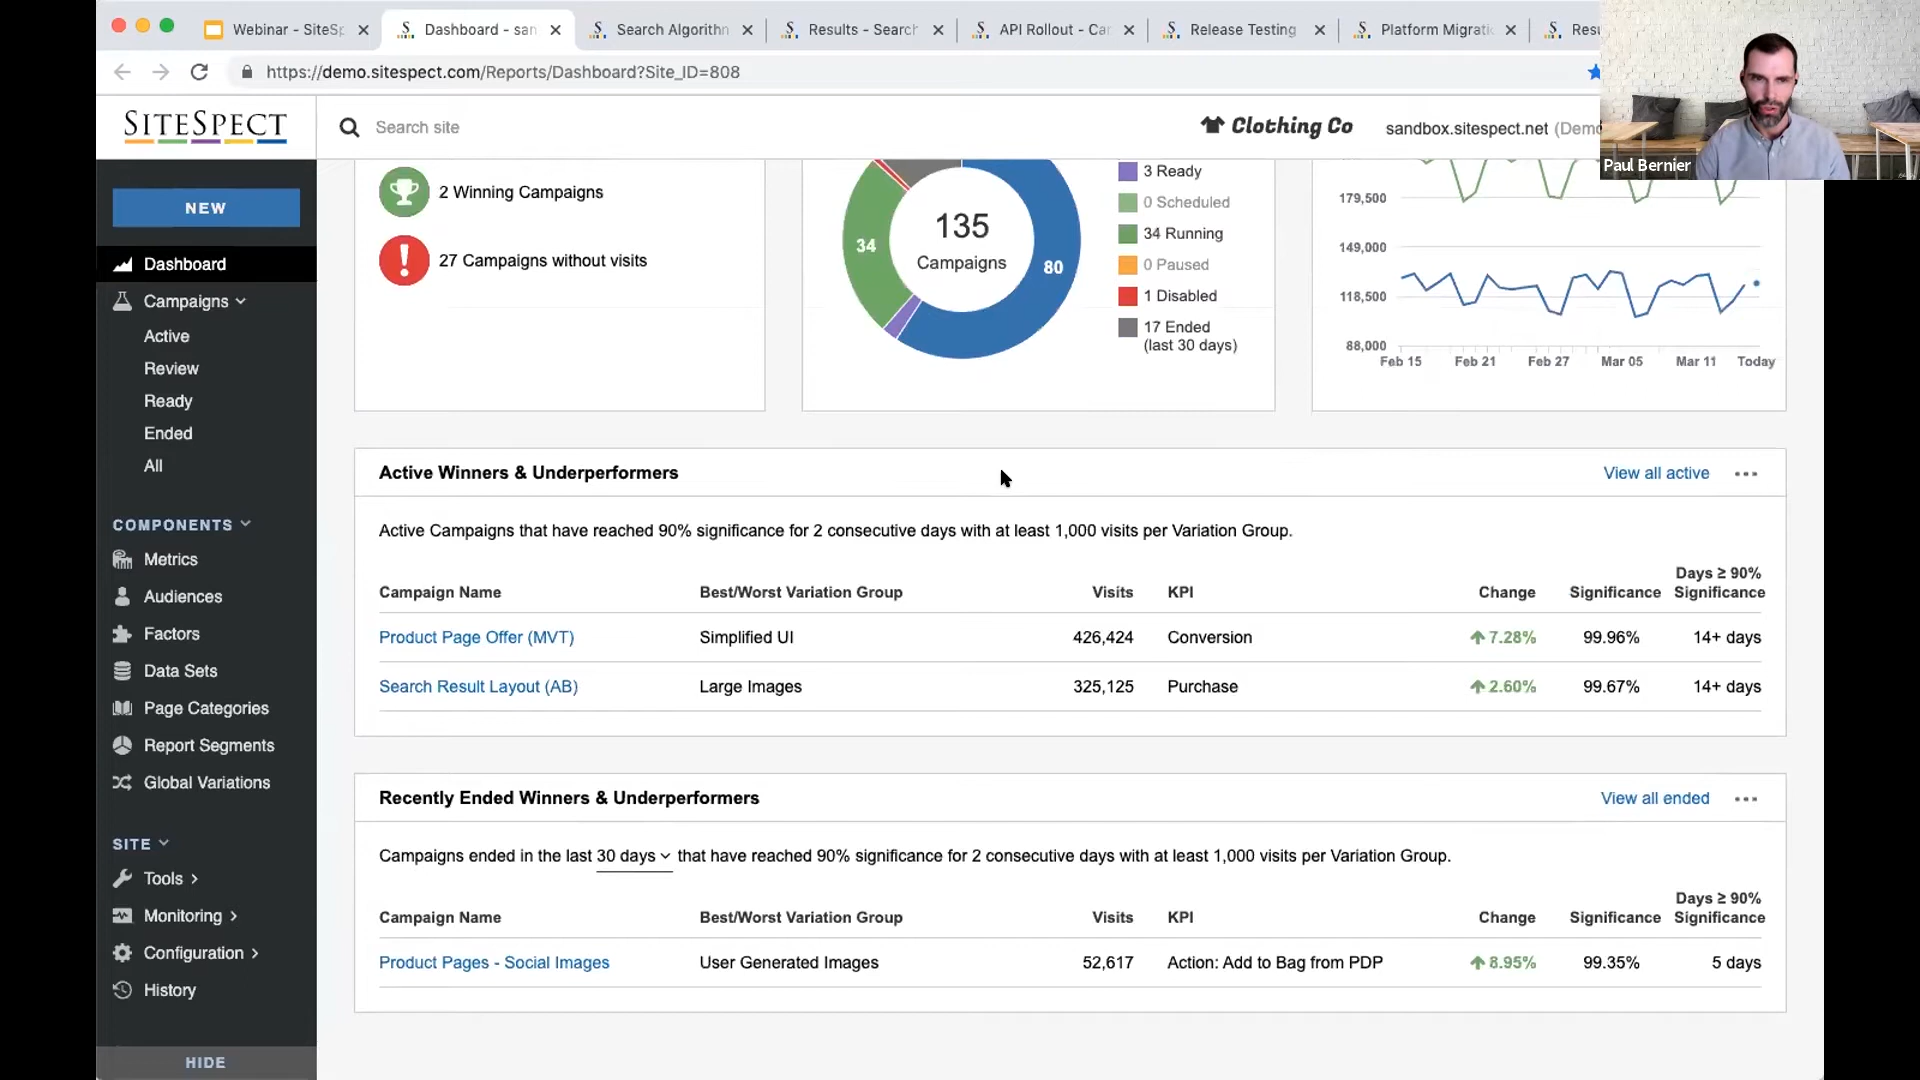 Webinar - SiteSp
Dashboard - san
Search Algorithn
Results - Search
API Rollout - Car
Release Testing
Platform Migrati
Resu
https://demo.sitespect.com/Reports/Dashboard?Site_ID=808
SITESPECT
Search site
Clothing Co
sandbox.sitespect.net (Demo
Paul Bernier
NEW
Dashboard
Campaigns
Active
Review
Ready
Ended
All
COMPONENTS
Metrics
Audiences
Factors
Data Sets
Page Categories
Report Segments
Global Variations
SITE
Tools
Monitoring
Configuration
History
HIDE
2 Winning Campaigns
27 Campaigns without visits
34
135
Campaigns
80
3 Ready
0 Scheduled
34 Running
0 Paused
1 Disabled
17 Ended
(last 30 days)
179,500
149,000
118,500
88,000
Feb 15 Feb 21 Feb 27 Mar 05 Mar 11 Today
Active Winners & Underperformers
View all active
Active Campaigns that have reached 90% significance for 2 consecutive days with at least 1,000 visits per Variation Group.
Campaign Name Best/Worst Variation Group Visits KPI Change Significance Days ≥ 90% Significance
Product Page Offer (MVT) Simplified UI 426,424 Conversion 7.28% 99.96% 14+ days
Search Result Layout (AB) Large Images 325,125 Purchase 2.60% 99.67% 14+ days
Recently Ended Winners & Underperformers
View all ended
Campaigns ended in the last 30 days that have reached 90% significance for 2 consecutive days with at least 1,000 visits per Variation Group.
Campaign Name Best/Worst Variation Group Visits KPI Change Significance Days ≥ 90% Significance
Product Pages - Social Images User Generated Images 52,617 Action: Add to Bag from PDP 8.95% 99.35% 5 days